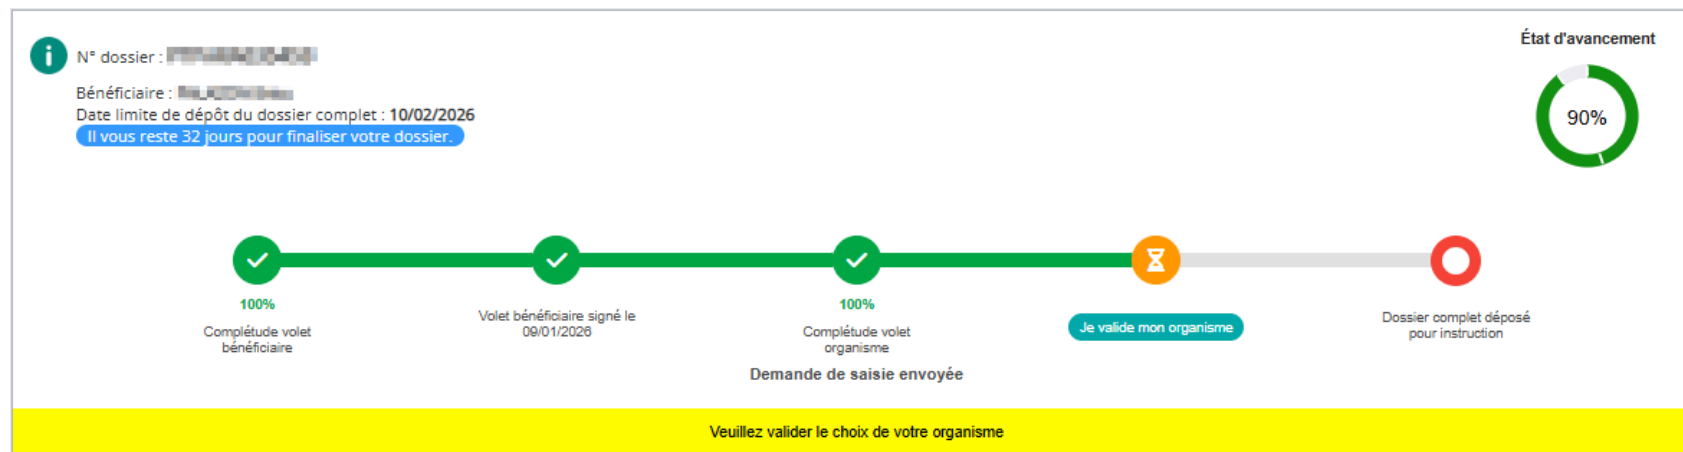 État d'avancement
N° dossier :
Bénéficiaire :
Date limite de dépôt du dossier complet : 10/02/2026
Il vous reste 32 jours pour finaliser votre dossier.
90%
100%
Complétude volet
bénéficiaire
Volet bénéficiaire signé le
09/01/2026
100%
Complétude volet
organisme
Demande de saisie envoyée
Je valide mon organisme
Dossier complet déposé
pour instruction
Veuillez valider le choix de votre organisme